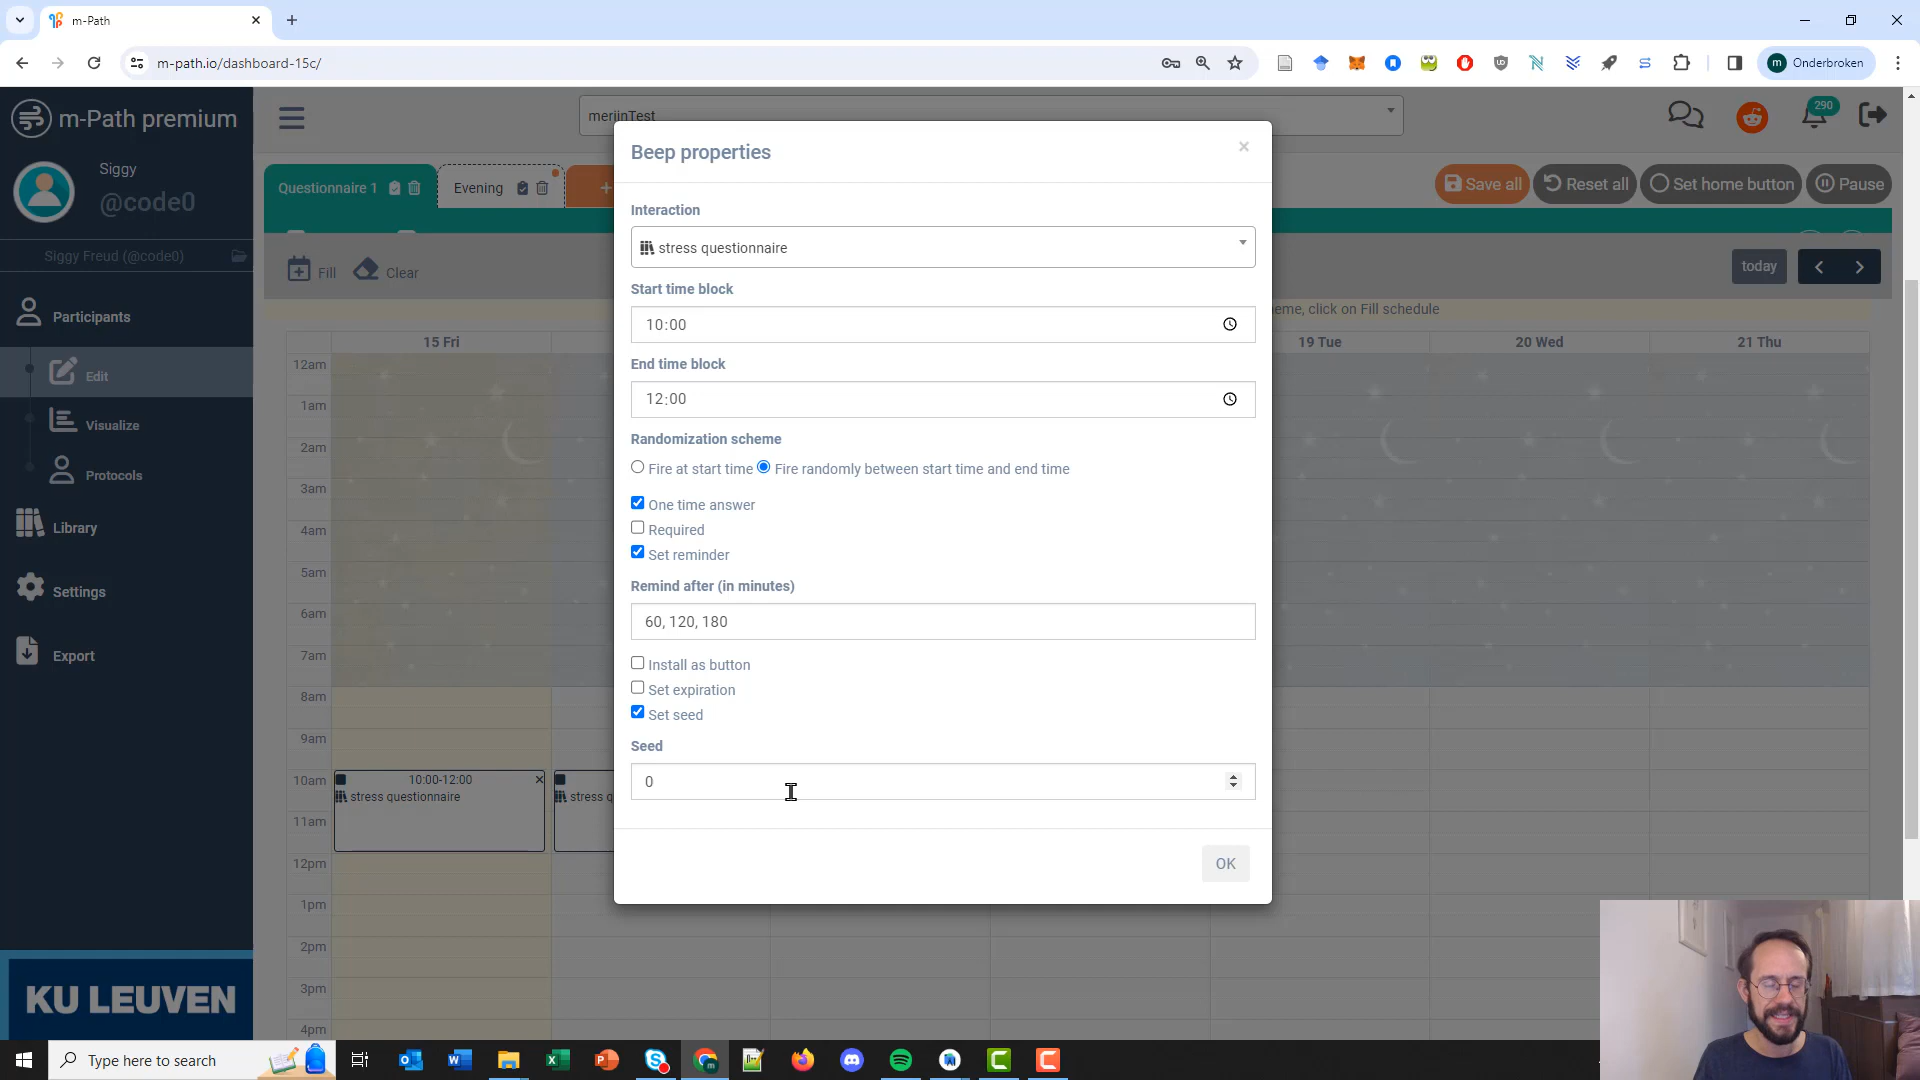 m-Path
m-path.io/dashboard-15c/
m Onderbroken
m-Path premium
merijnTest
290
Siggy
@code0
Siggy Freud (@code0)
Questionnaire 1
Evening
+
Save all
Reset all
Set home button
Pause
Participants
Edit
Visualize
Protocols
Library
Settings
Export
KU LEUVEN
Fill
Clear
today
eme, click on Fill schedule
15 Fri
19 Tue
20 Wed
21 Thu
12am
1am
2am
3am
4am
5am
6am
7am
8am
9am
10am
11am
12pm
1pm
2pm
3pm
4pm
10:00-12:00
stress questionnaire
stress q
Beep properties
Interaction
stress questionnaire
Start time block
10:00
End time block
12:00
Randomization scheme
Fire at start time Fire randomly between start time and end time
One time answer
Required
Set reminder
Remind after (in minutes)
60, 120, 180
Install as button
Set expiration
Set seed
Seed
0
OK
Type here to search